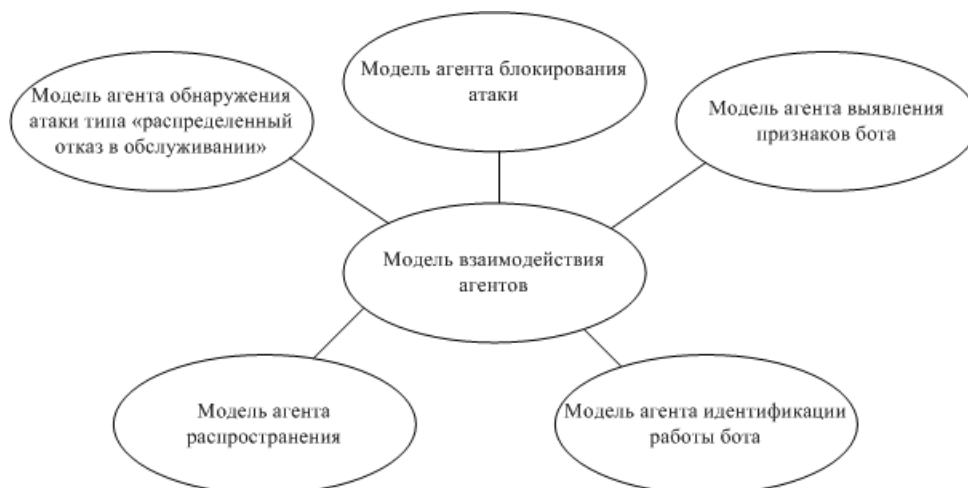 Модель агента блокирования
атаки
Модель агента обнаружения
атаки типа «распределенный
отказ в обслуживании»
Модель агента выявления
признаков бота
Модель взаимодействия
агентов
Модель агента
распространения
Модель агента идентификации
работы бота